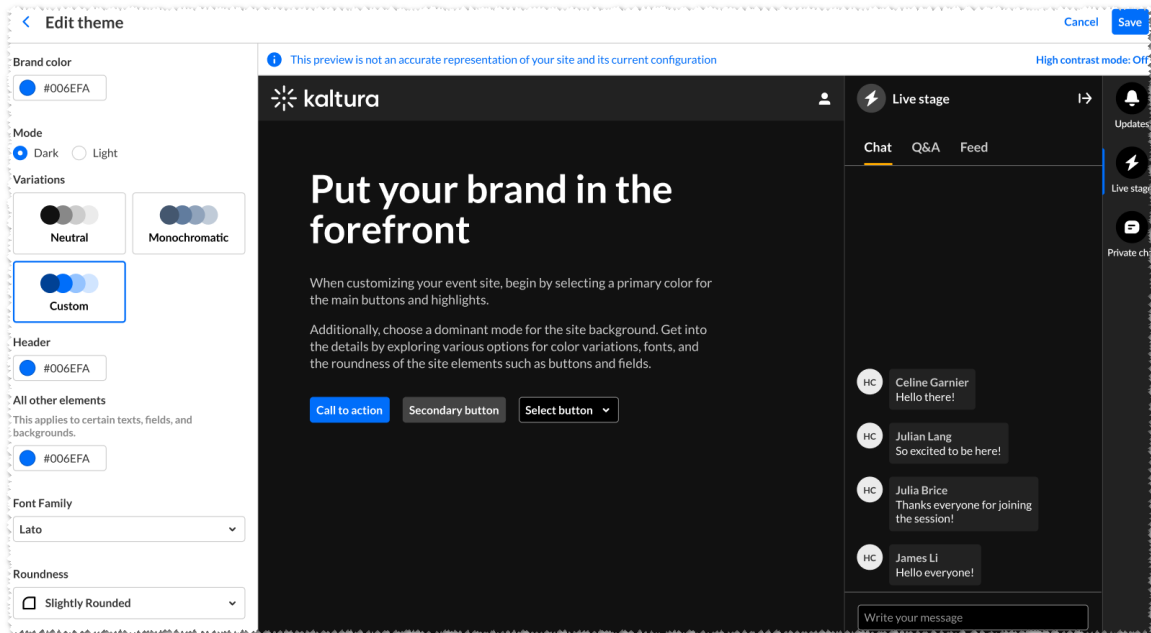 Edit theme
Cancel
Save
Brand color
#006EFA
Mode
Dark
Light
Variations
Neutral
Monochromatic
Custom
Header
#006EFA
All other elements
This applies to certain texts, fields, and
backgrounds.
#006EFA
Font Family
Lato
Roundness
Slightly Rounded
This preview is not an accurate representation of your site and its current configuration
High contrast mode: Off
kaltura
Put your brand in the
forefront
When customizing your event site, begin by selecting a primary color for
the main buttons and highlights.
Additionally, choose a dominant mode for the site background. Get into
the details by exploring various options for color variations, fonts, and
the roundness of the site elements such as buttons and fields.
Call to action
Secondary button
Select button
Live stage
Chat
Q&A
Feed
HC
Celine Garnier
Hello there!
HC
Julian Lang
So excited to be here!
HC
Julia Brice
Thanks everyone for joining
the session!
HC
James Li
Hello everyone!
Write your message
Updates
Live stage
Private ch